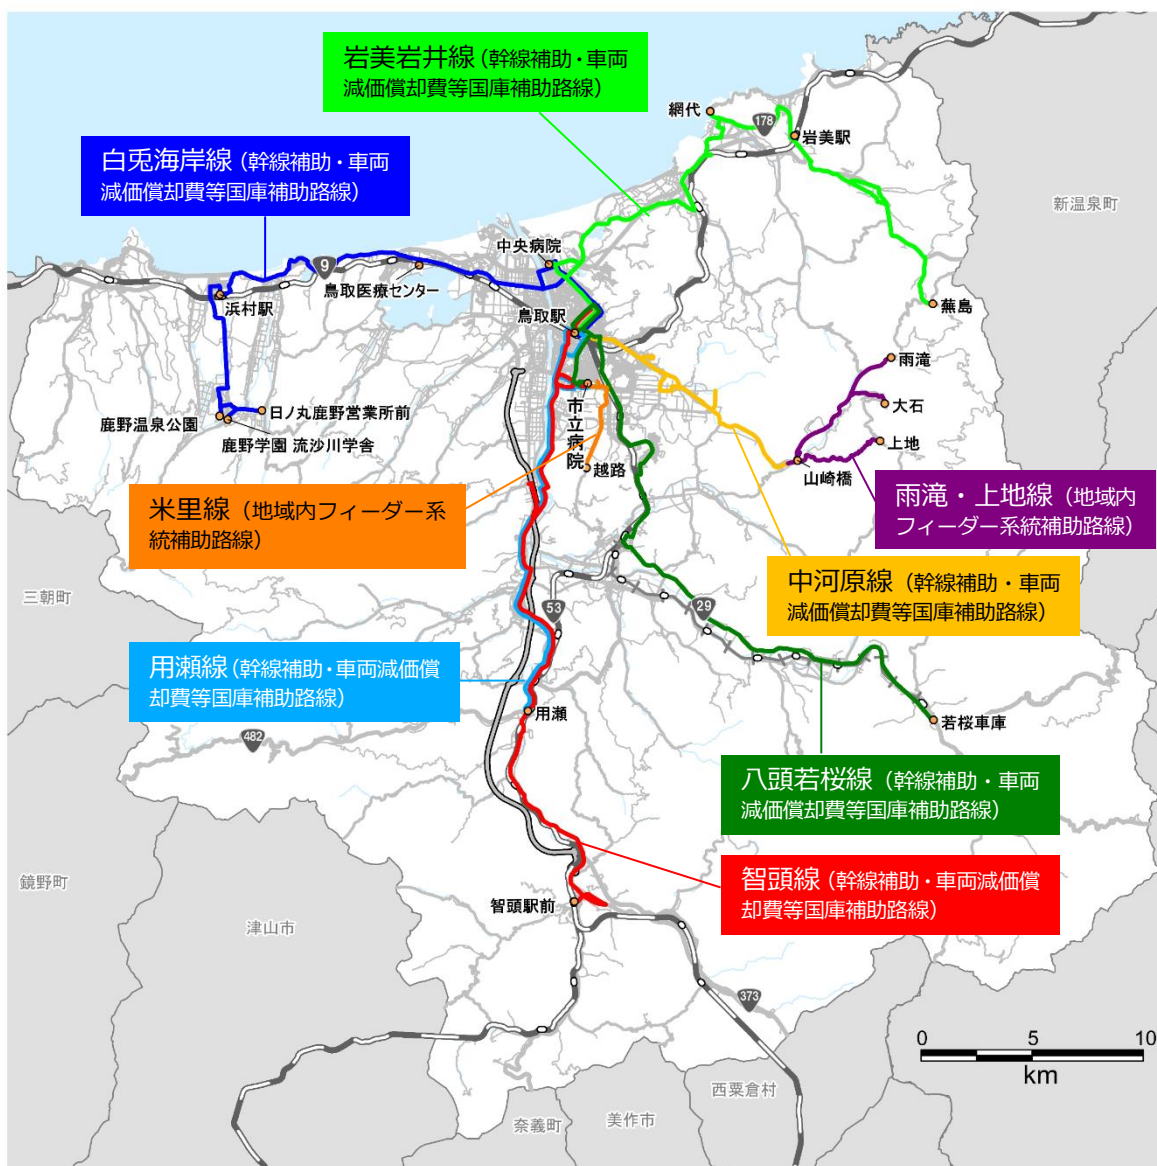 岩美岩井線（幹線補助・車両
減価償却費等国庫補助路線）
網代
178
岩美駅
白兎海岸線（幹線補助・車両
減価償却費等国庫補助路線）
新温泉町
中央病院
9
鳥取医療センター
浜村駅
蕪島
鳥取駅
雨滝
大石
日ノ丸鹿野営業所前
鹿野温泉公園
鹿野学園 流沙川学舎
市立病院
上地
越路
山崎橋
米里線（地域内フィーダー系
統補助路線）
雨滝・上地線（地域内
フィーダー系統補助路線）
中河原線（幹線補助・車両
減価償却費等国庫補助路線）
三朝町
53
29
用瀬線（幹線補助・車両減価償
却費等国庫補助路線）
用瀬
若桜車庫
482
八頭若桜線（幹線補助・車両
減価償却費等国庫補助路線）
智頭線（幹線補助・車両減価償
却費等国庫補助路線）
鏡野町
智頭駅前
津山市
373
0 5 10
km
西粟倉村
美作市
奈義町